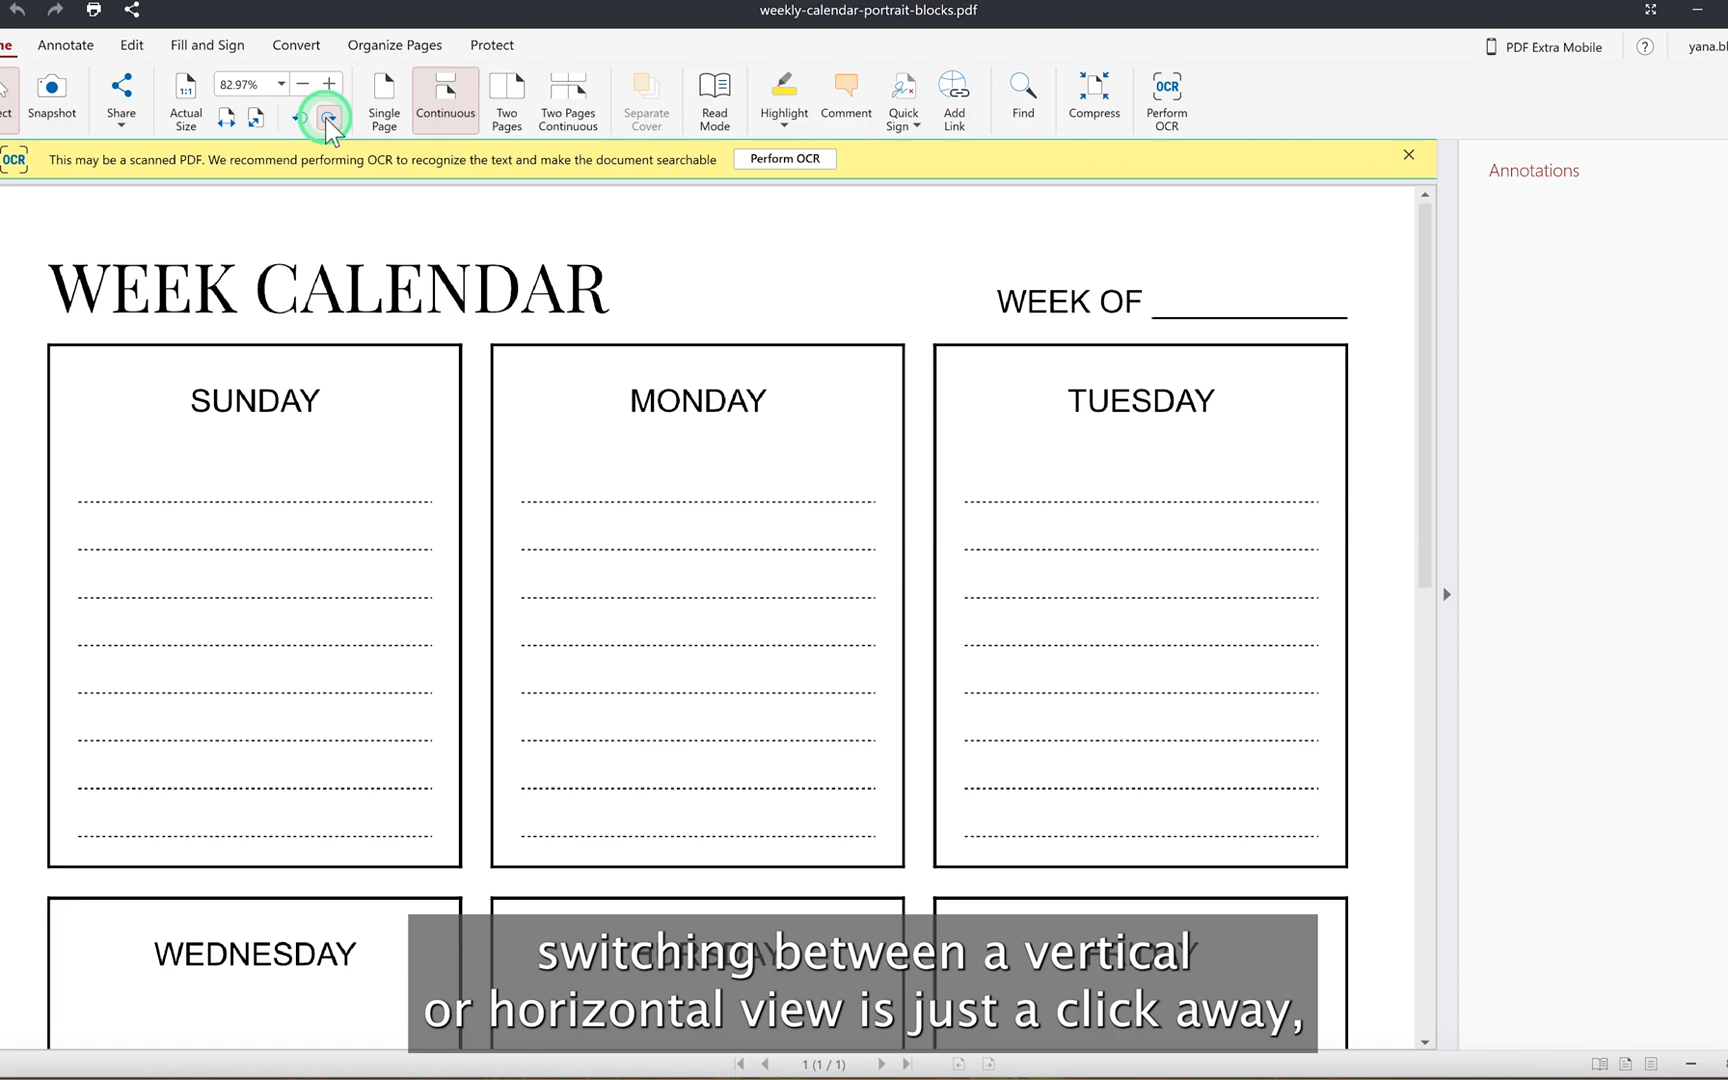 weekly-calendar-portrait-blocks.pdf
Annotate Edit Fill and Sign Convert Organize Pages Protect
PDF Extra Mobile
?
82.97%
1:1
OCR
Snapshot
Share
Actual
Size
Single
Page
Continuous
Two
Pages
Two Pages
Continuous
Separate
Cover
Read
Mode
Highlight
Comment
Quick
Sign
Add
Link
Find
Compress
Perform
OCR
OCR
This may be a scanned PDF. We recommend performing OCR to recognize the text and make the document searchable
Perform OCR
Annotations
WEEK CALENDAR
WEEK OF
SUNDAY MONDAY TUESDAY
WEDNESDAY
switching between a vertical
or horizontal view is just a click away,
1 (1 / 1)